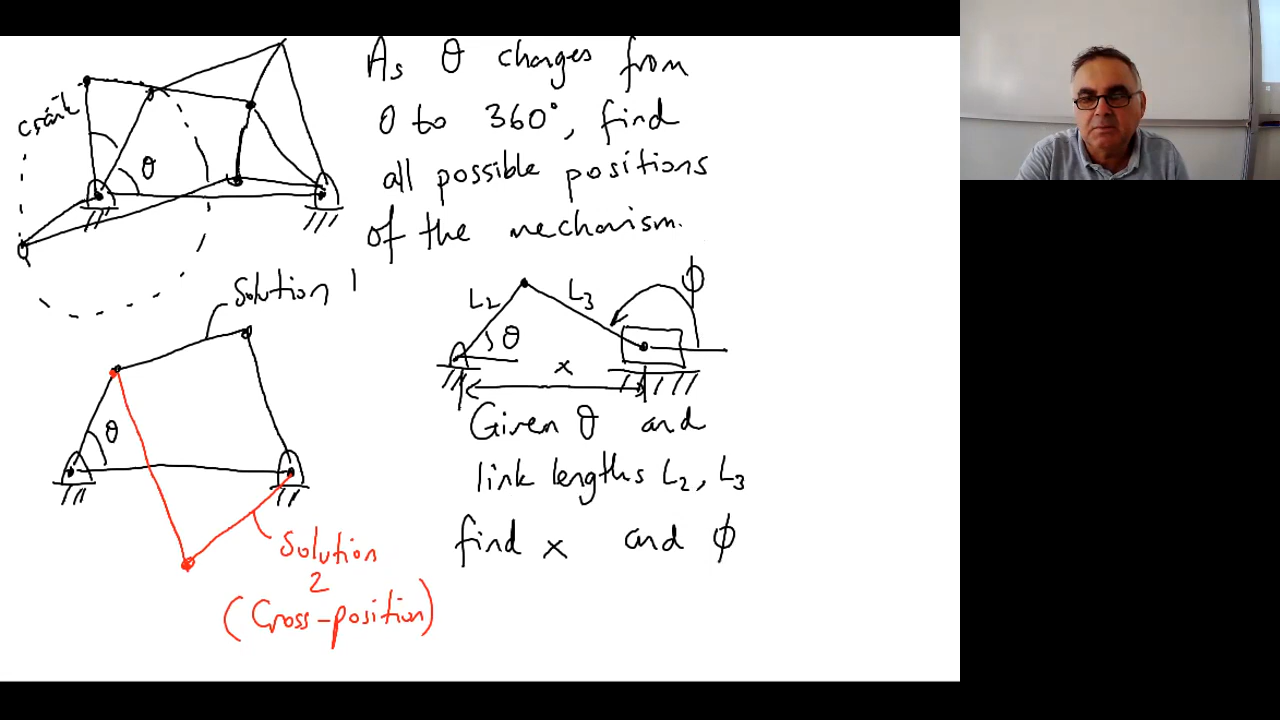 As θ changes from
0 to 360°, find
all possible positions
of the mechanism.
crank
θ
Solution 1
θ
Solution
2
(Cross-position)
L2
L3
θ
ϕ
x
Given θ and
link lengths L2, L3
find x and ϕ